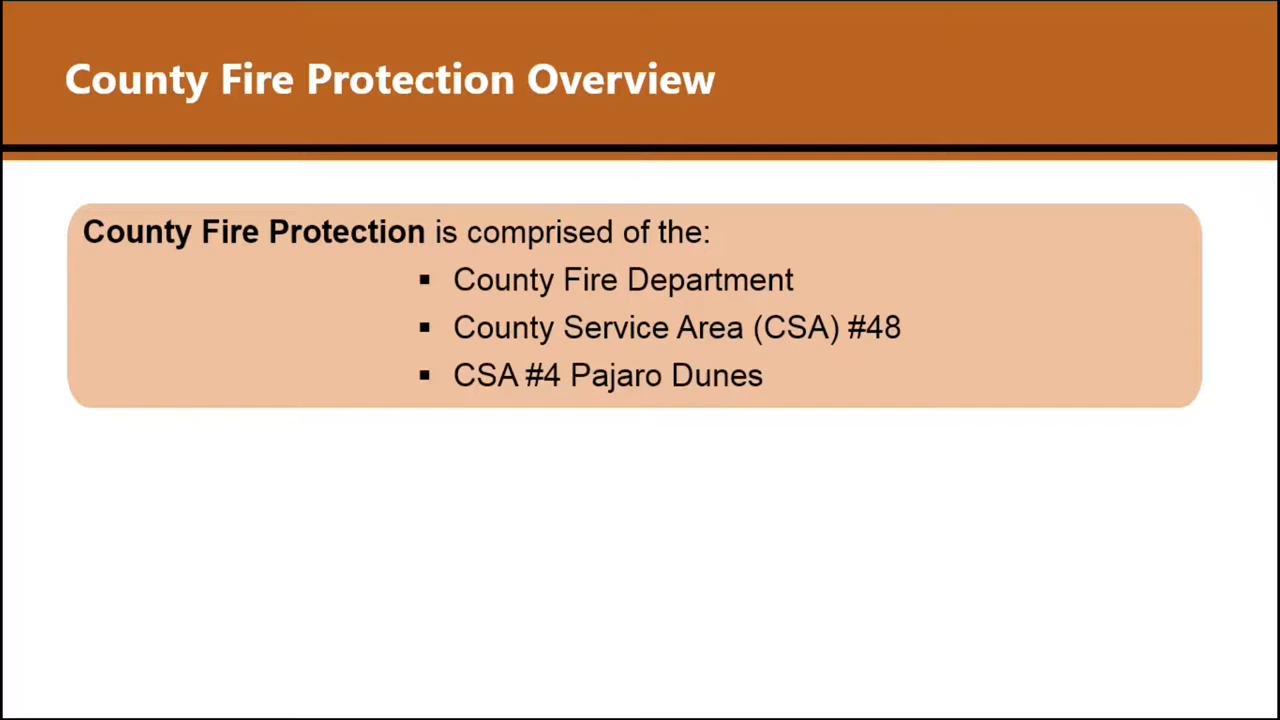 County Fire Protection Overview
County Fire Protection is comprised of the:
▪ County Fire Department
▪ County Service Area (CSA) #48
▪ CSA #4 Pajaro Dunes